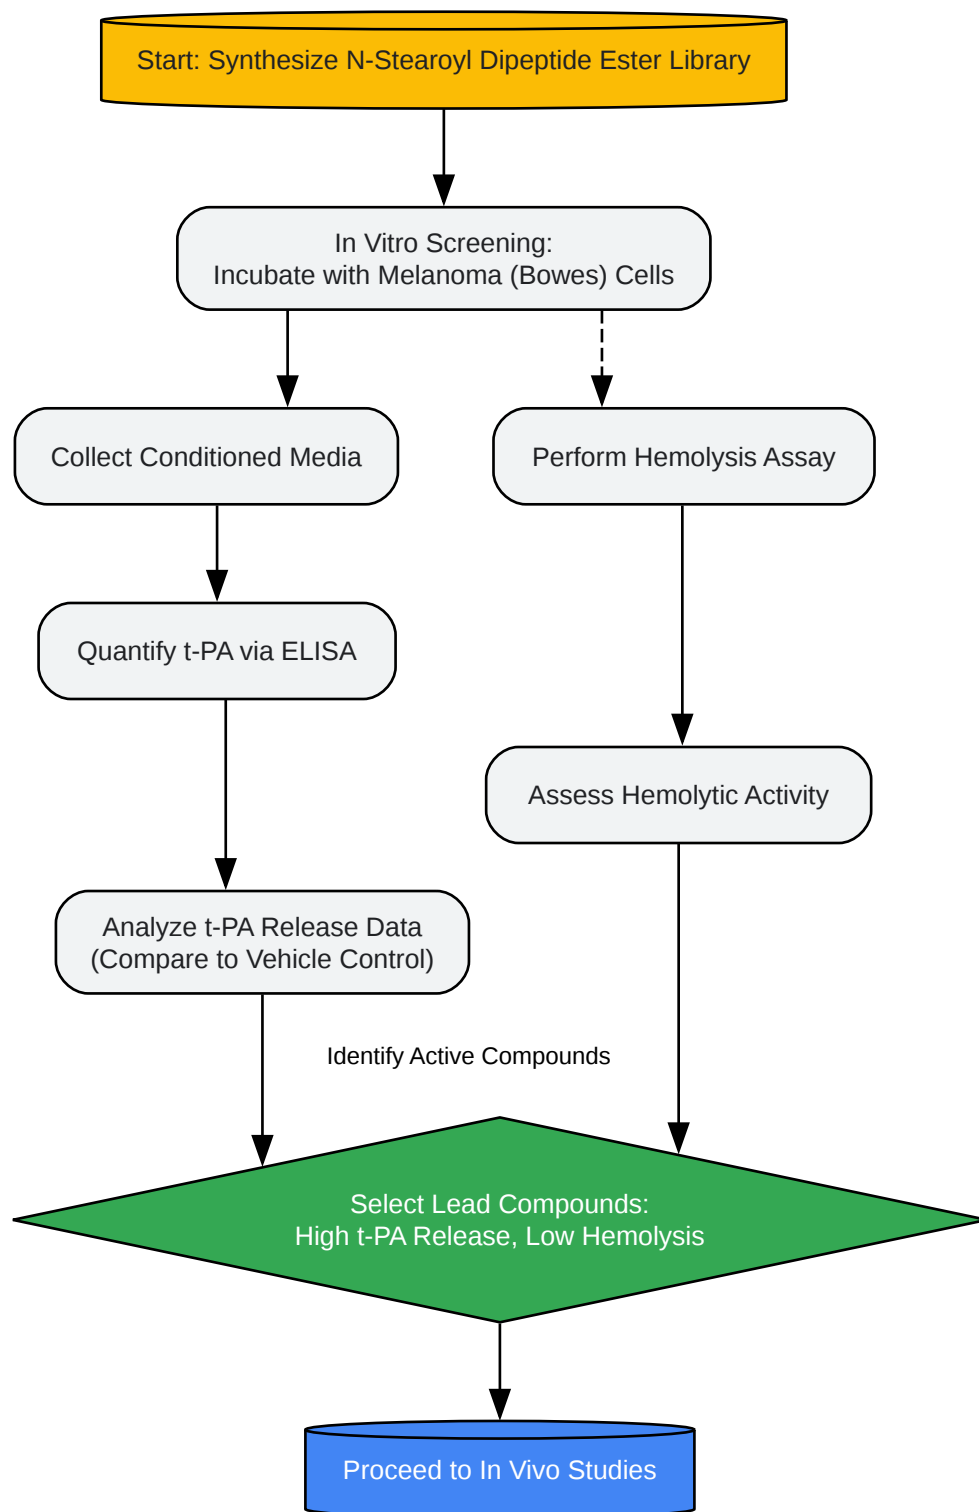 Start: Synthesize N-Stearoyl Dipeptide Ester Library
In Vitro Screening:
Incubate with Melanoma (Bowes) Cells
Collect Conditioned Media
Perform Hemolysis Assay
Quantify t-PA via ELISA
Assess Hemolytic Activity
Analyze t-PA Release Data
(Compare to Vehicle Control)
Identify Active Compounds
Select Lead Compounds:
High t-PA Release, Low Hemolysis
Proceed to In Vivo Studies